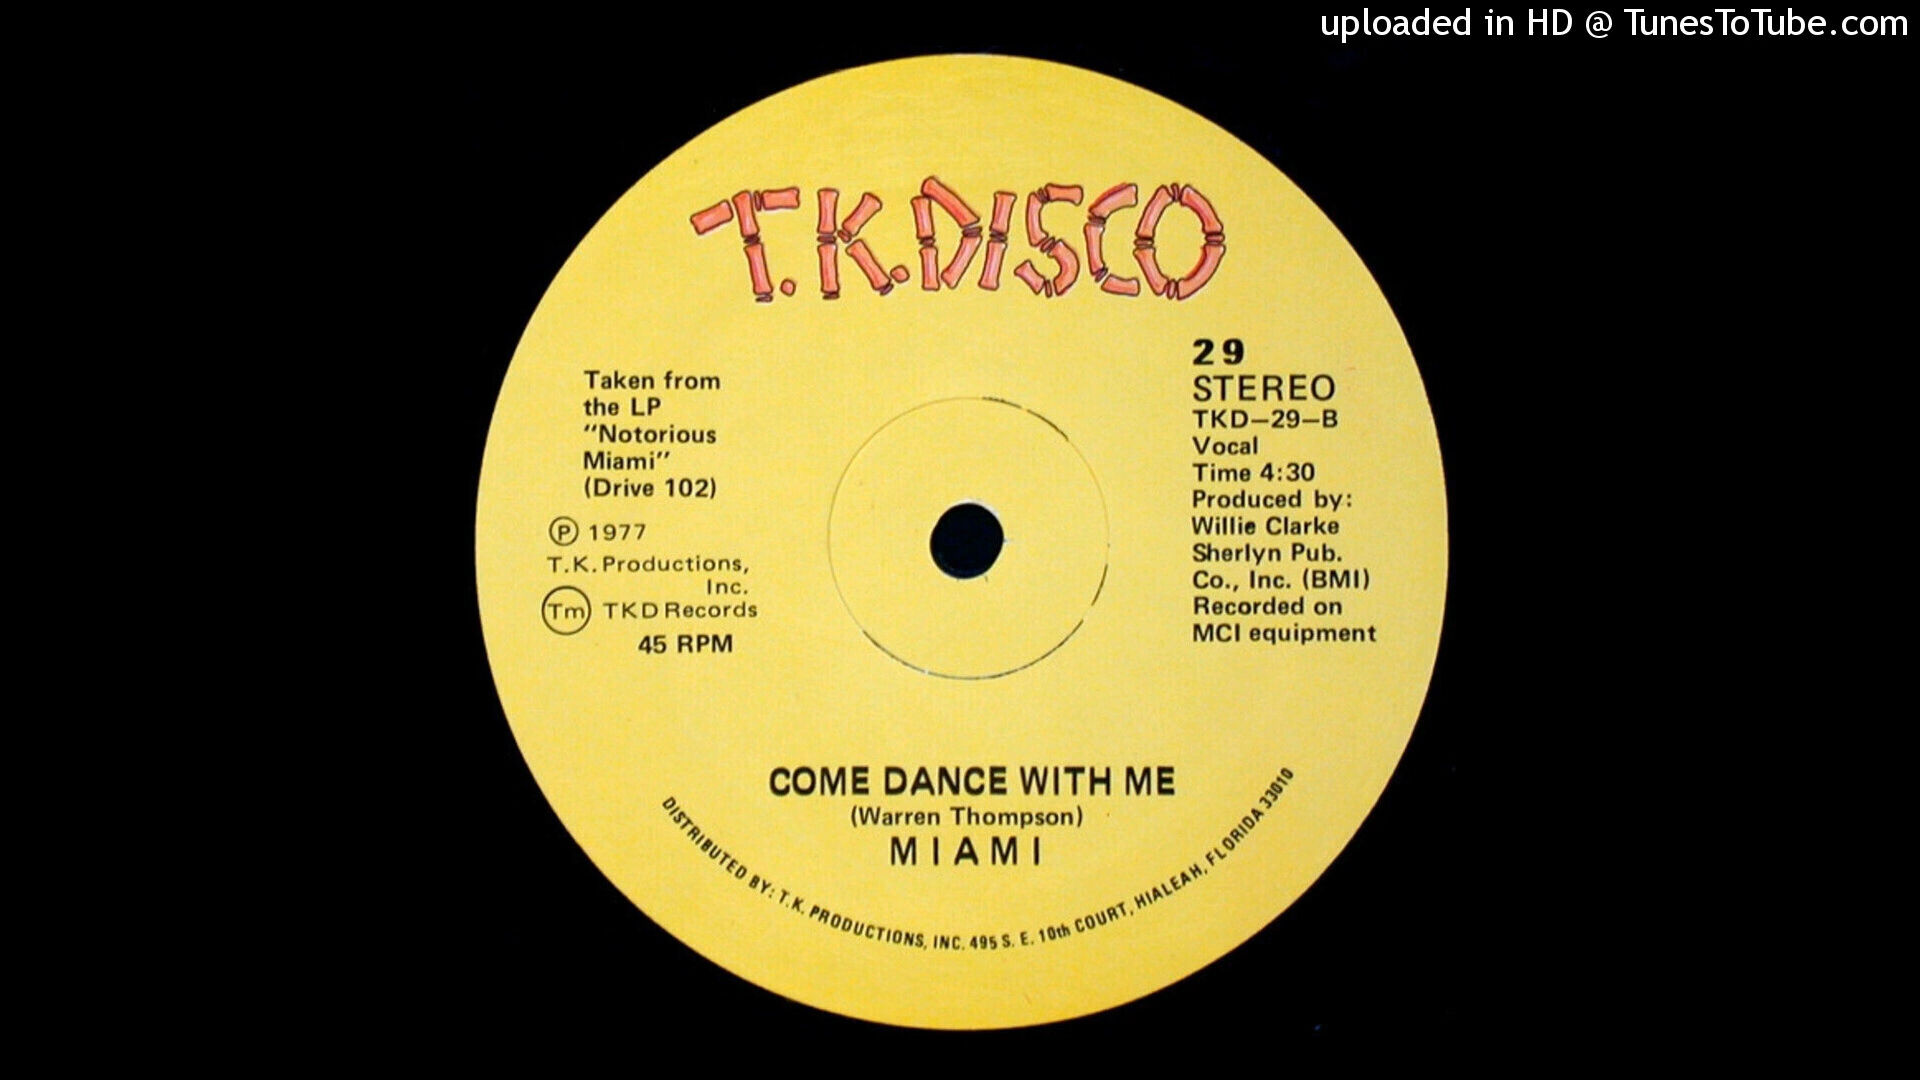 uploaded in HD @ TunesToTube.com
T.K.DISCO
Taken from
the LP
"Notorious
Miami"
(Drive 102)
Ⓟ 1977
T.K. Productions,
Inc.
Tm TKD Records
45 RPM
29
STEREO
TKD—29—B
Vocal
Time 4:30
Produced by:
Willie Clarke
Sherlyn Pub.
Co., Inc. (BMI)
Recorded on
MCI equipment
COME DANCE WITH ME
(Warren Thompson)
MIAMI
DISTRIBUTED BY: T.K. PRODUCTIONS, INC. 495 S. E. 10th COURT, HIALEAH, FLORIDA 33010